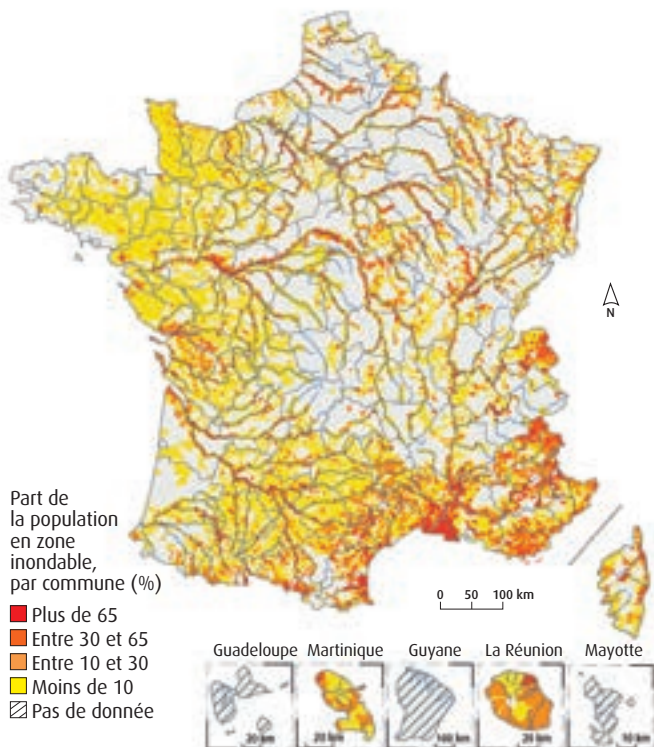 N
Part de
la population
en zone
inondable,
par commune (%)
Plus de 65
Entre 30 et 65
Entre 10 et 30
Moins de 10
Pas de donnée
0 50 100 km
Guadeloupe Martinique Guyane La Réunion Mayotte
20 km 20 km 100 km 20 km 10 km